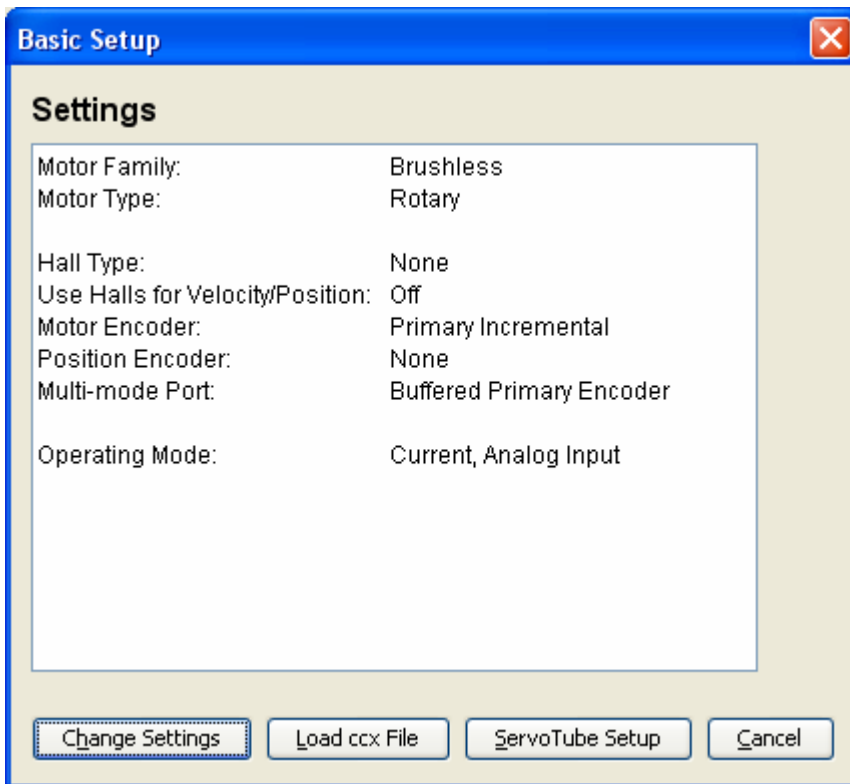 Basic Setup
Settings
Motor Family: Brushless
Motor Type: Rotary
Hall Type: None
Use Halls for Velocity/Position: Off
Motor Encoder: Primary Incremental
Position Encoder: None
Multi-mode Port: Buffered Primary Encoder
Operating Mode: Current, Analog Input
Change Settings Load ccx File ServoTube Setup Cancel